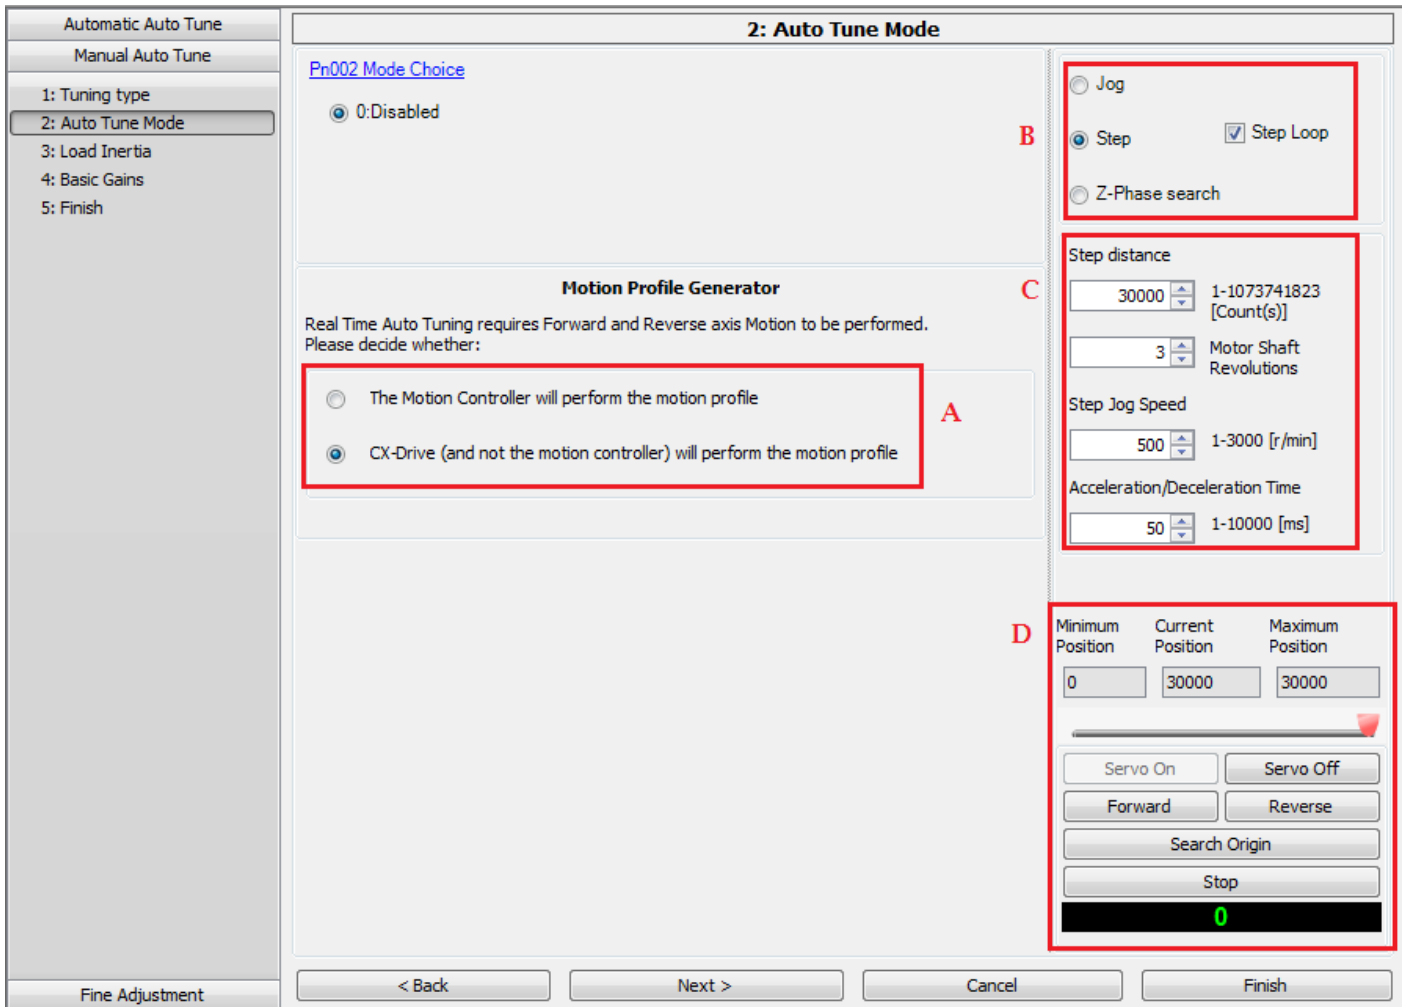 Automatic Auto Tune
Manual Auto Tune
1: Tuning type
2: Auto Tune Mode
3: Load Inertia
4: Basic Gains
5: Finish
Fine Adjustment
2: Auto Tune Mode
Pn002 Mode Choice
0:Disabled
B
Jog
Step
Step Loop
Z-Phase search
Motion Profile Generator
Real Time Auto Tuning requires Forward and Reverse axis Motion to be performed.
Please decide whether:
The Motion Controller will perform the motion profile
CX-Drive (and not the motion controller) will perform the motion profile
A
C
Step distance
30000 1-1073741823
[Count(s)]
3 Motor Shaft
Revolutions
Step Jog Speed
500 1-3000 [r/min]
Acceleration/Deceleration Time
50 1-10000 [ms]
D
Minimum Current Maximum
Position Position Position
0 30000 30000
Servo On Servo Off
Forward Reverse
Search Origin
Stop
0
< Back Next > Cancel Finish